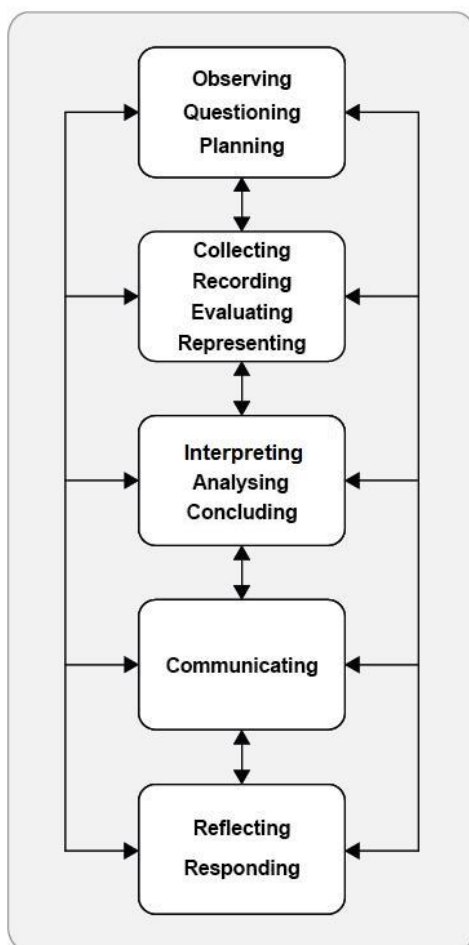 Observing
Questioning
Planning
Collecting
Recording
Evaluating
Representing
Interpreting
Analysing
Concluding
Communicating
Reflecting
Responding